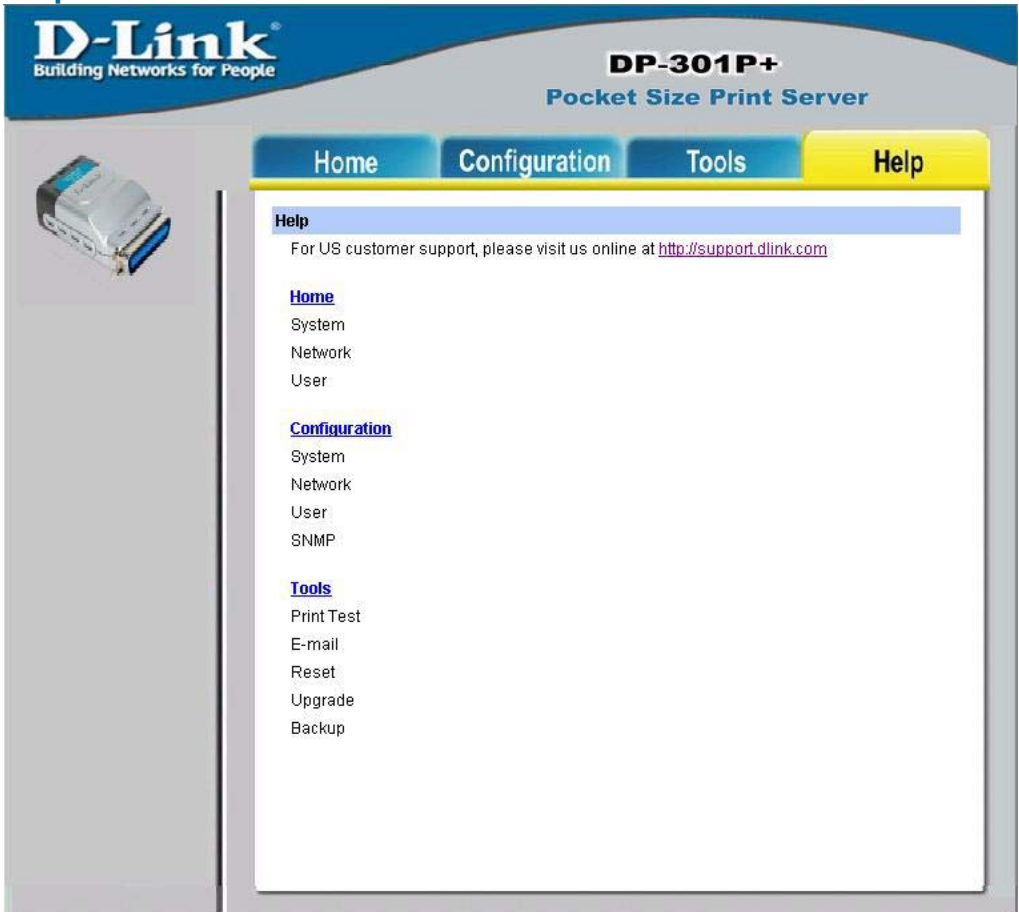 D-Link
Building Networks for People
DP-301P+
Pocket Size Print Server
Home
Configuration
Tools
Help
Help
For US customer support, please visit us online at http://support.dlink.com
Home
System
Network
User
Configuration
System
Network
User
SNMP
Tools
Print Test
E-mail
Reset
Upgrade
Backup